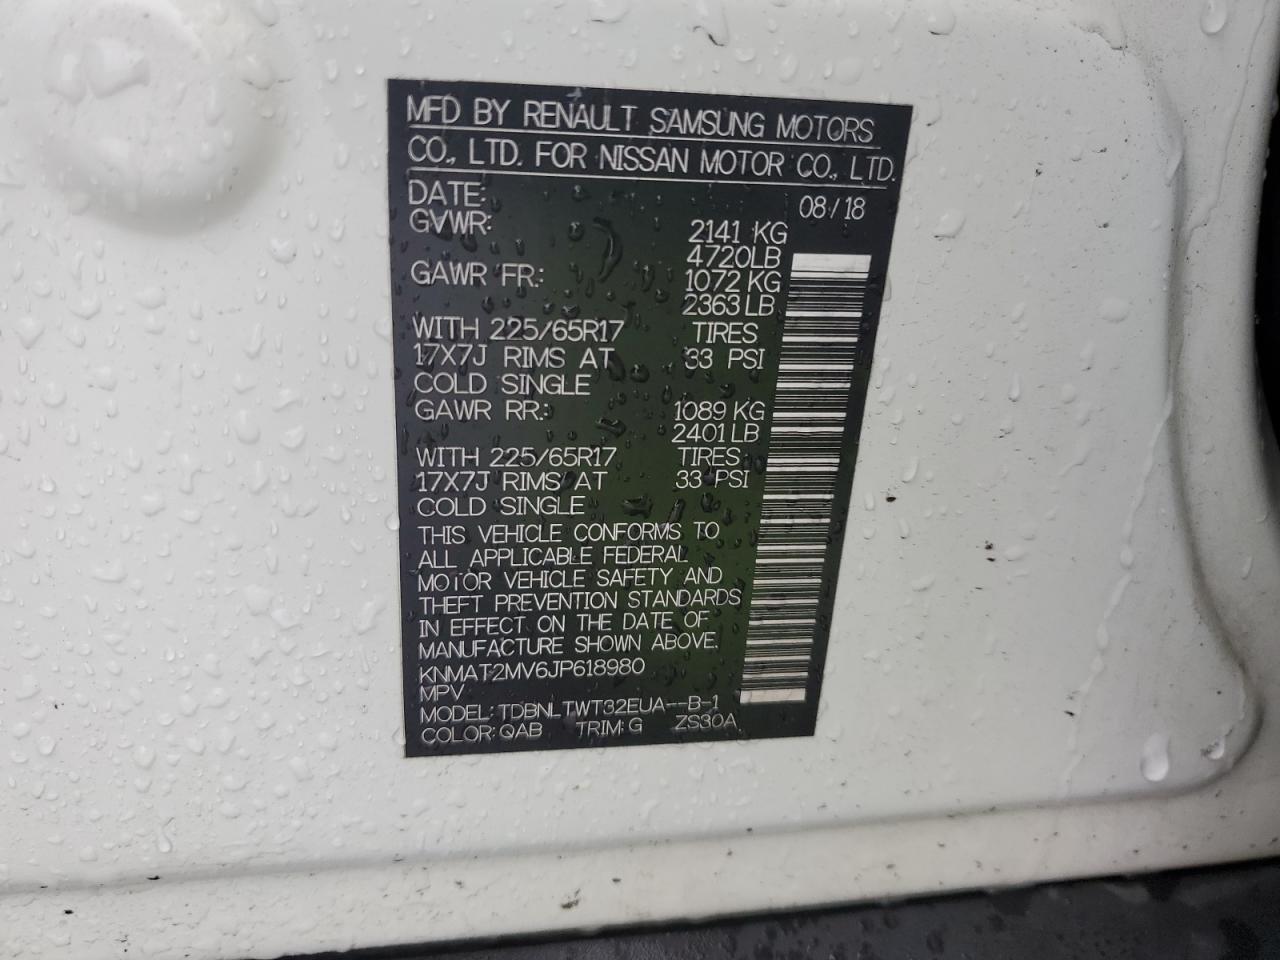 MFD BY RENAULT SAMSUNG MOTORS
CO., LTD. FOR NISSAN MOTOR CO., LTD.
DATE: 08/18
GVWR: 2141 KG
4720LB
GAWR FR.: 1072 KG
2363 LB
WITH 225/65R17 TIRES
17X7J RIMS AT 33 PSI
COLD SINGLE
GAWR RR.: 1089 KG
2401 LB
WITH 225/65R17 TIRES
17X7J RIMS AT 33 PSI
COLD SINGLE
THIS VEHICLE CONFORMS TO
ALL APPLICABLE FEDERAL
MOTOR VEHICLE SAFETY AND
THEFT PREVENTION STANDARDS
IN EFFECT ON THE DATE OF
MANUFACTURE SHOWN ABOVE.
KNMAT2MV6JP618980
MPV
MODEL: TDBNLTWT32EUA--B-1
COLOR: QAB TRIM: G ZS30A